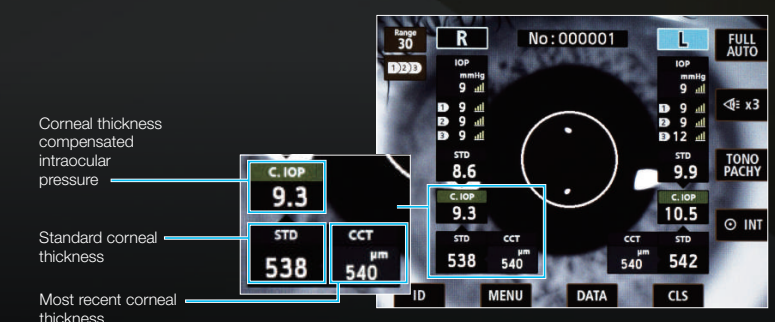 Corneal thickness
compensated
intraocular
pressure
Standard corneal
thickness
Most recent corneal
thickness
C. IOP
9.3
STD
538
CCT
µm
540
Range
30
1 2 3
R
No:000001
L
FULL
AUTO
IOP
mmHg
9
1 9
2 9
3 9
STD
8.6
C. IOP
9.3
STD
538
CCT
µm
540
IOP
mmHg
9
1 9
2 9
3 12
STD
9.9
C. IOP
10.5
CCT
µm
540
STD
542
x3
TONO
PACHY
INT
ID
MENU
DATA
CLS